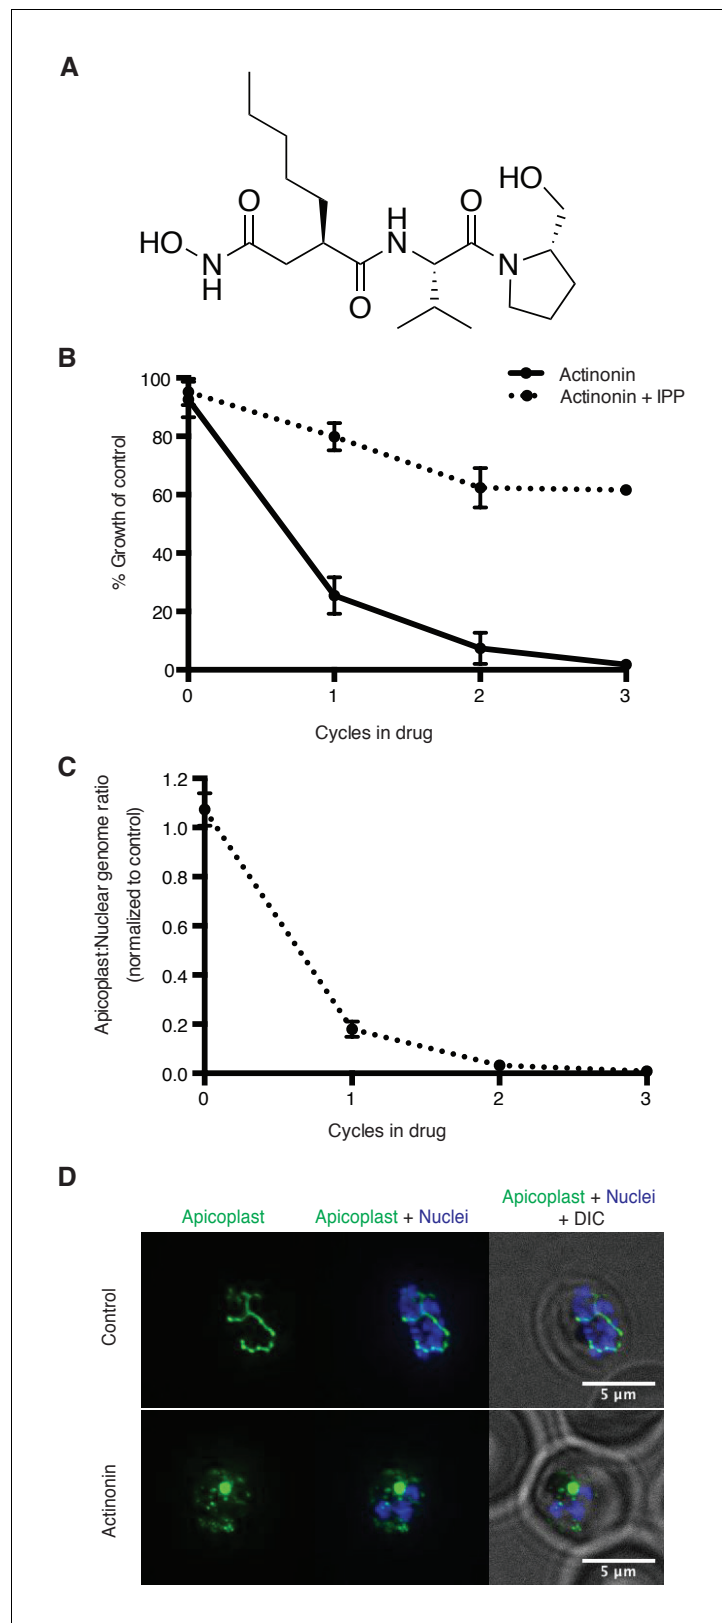 A
HO
N
H
O
O
H
N
O
N
HO
B
100
80
60
40
20
0
% Growth of control
Actinonin
Actinonin + IPP
0
1
2
3
Cycles in drug
C
1.2
1.0
0.8
0.6
0.4
0.2
0.0
Apicoplast:Nuclear genome ratio
(normalized to control)
0
1
2
3
Cycles in drug
D
Apicoplast
Apicoplast + Nuclei
Apicoplast + Nuclei
+ DIC
Control
5 µm
Actinonin
5 µm